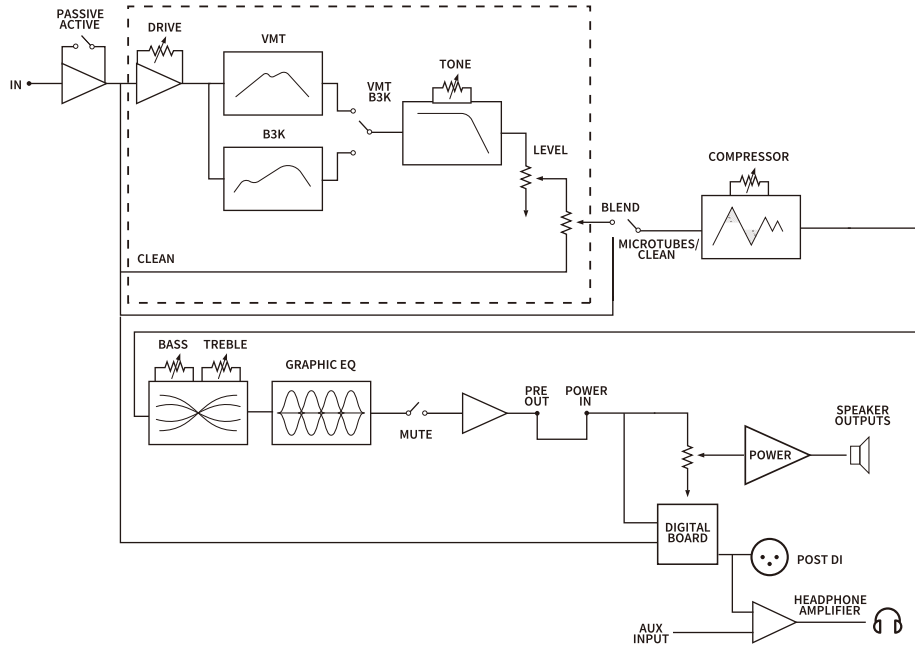 PASSIVE
ACTIVE
DRIVE
VMT
TONE
IN
VMT
B3K
B3K
LEVEL
COMPRESSOR
BLEND
MICROTUBES/
CLEAN
CLEAN
BASS
TREBLE
GRAPHIC EQ
PRE
OUT
POWER
IN
SPEAKER
OUTPUTS
MUTE
POWER
DIGITAL
BOARD
POST DI
HEADPHONE
AMPLIFIER
AUX
INPUT